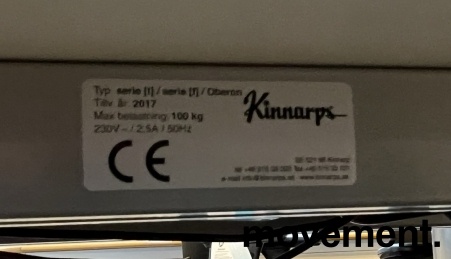 Typ serie [t] / serie [f] / Oberon
Tillv. år: 2017
Max belastning: 100 kg
230V ~ / 2,5A / 50Hz
Kinnarps
CE
movement.